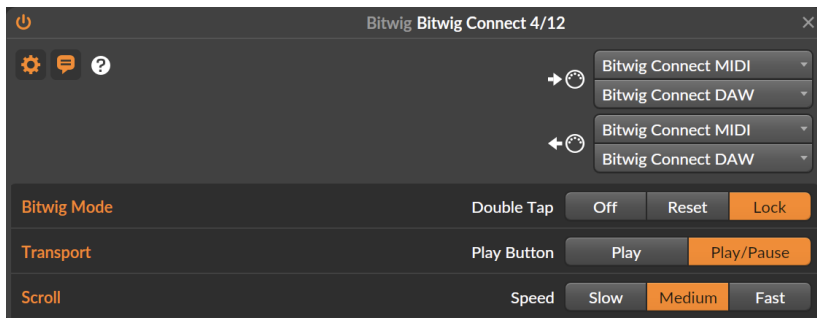 Bitwig Bitwig Connect 4/12
?
Bitwig Connect MIDI
Bitwig Connect DAW
Bitwig Connect MIDI
Bitwig Connect DAW
Bitwig Mode Double Tap Off Reset Lock
Transport Play Button Play Play/Pause
Scroll Speed Slow Medium Fast